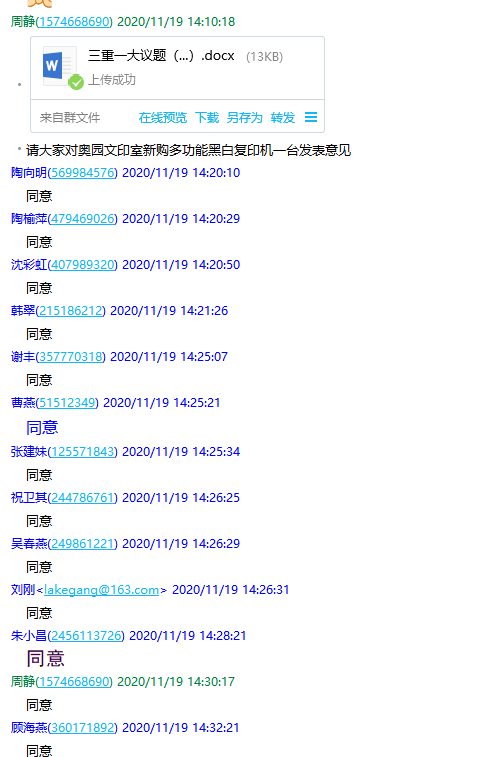 周静(1574668690) 2020/11/19 14:10:18
三重一大议题（...）.docx (13KB)
上传成功
来自群文件 在线预览 下载 另存为 转发
请大家对奥园文印室新购多功能黑白复印机一台发表意见
陶向明(569984576) 2020/11/19 14:20:10
同意
陶榆萍(479469026) 2020/11/19 14:20:29
同意
沈彩虹(407989320) 2020/11/19 14:20:50
同意
韩翠(215186212) 2020/11/19 14:21:26
同意
谢丰(357770318) 2020/11/19 14:25:07
同意
曹燕(51512349) 2020/11/19 14:25:21
同意
张建妹(125571843) 2020/11/19 14:25:34
同意
祝卫其(244786761) 2020/11/19 14:26:25
同意
吴春燕(249861221) 2020/11/19 14:26:29
同意
刘刚<lakegang@163.com> 2020/11/19 14:26:31
同意
朱小昌(2456113726) 2020/11/19 14:28:21
同意
周静(1574668690) 2020/11/19 14:30:17
同意
顾海燕(360171892) 2020/11/19 14:32:21
同意